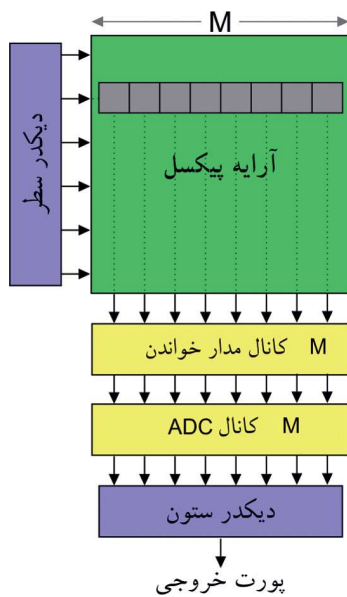 M
دیکدر سطر
آرایه پیکسل
M کانال مدار خواندن
M کانال ADC
دیکدر ستون
پورت خروجی